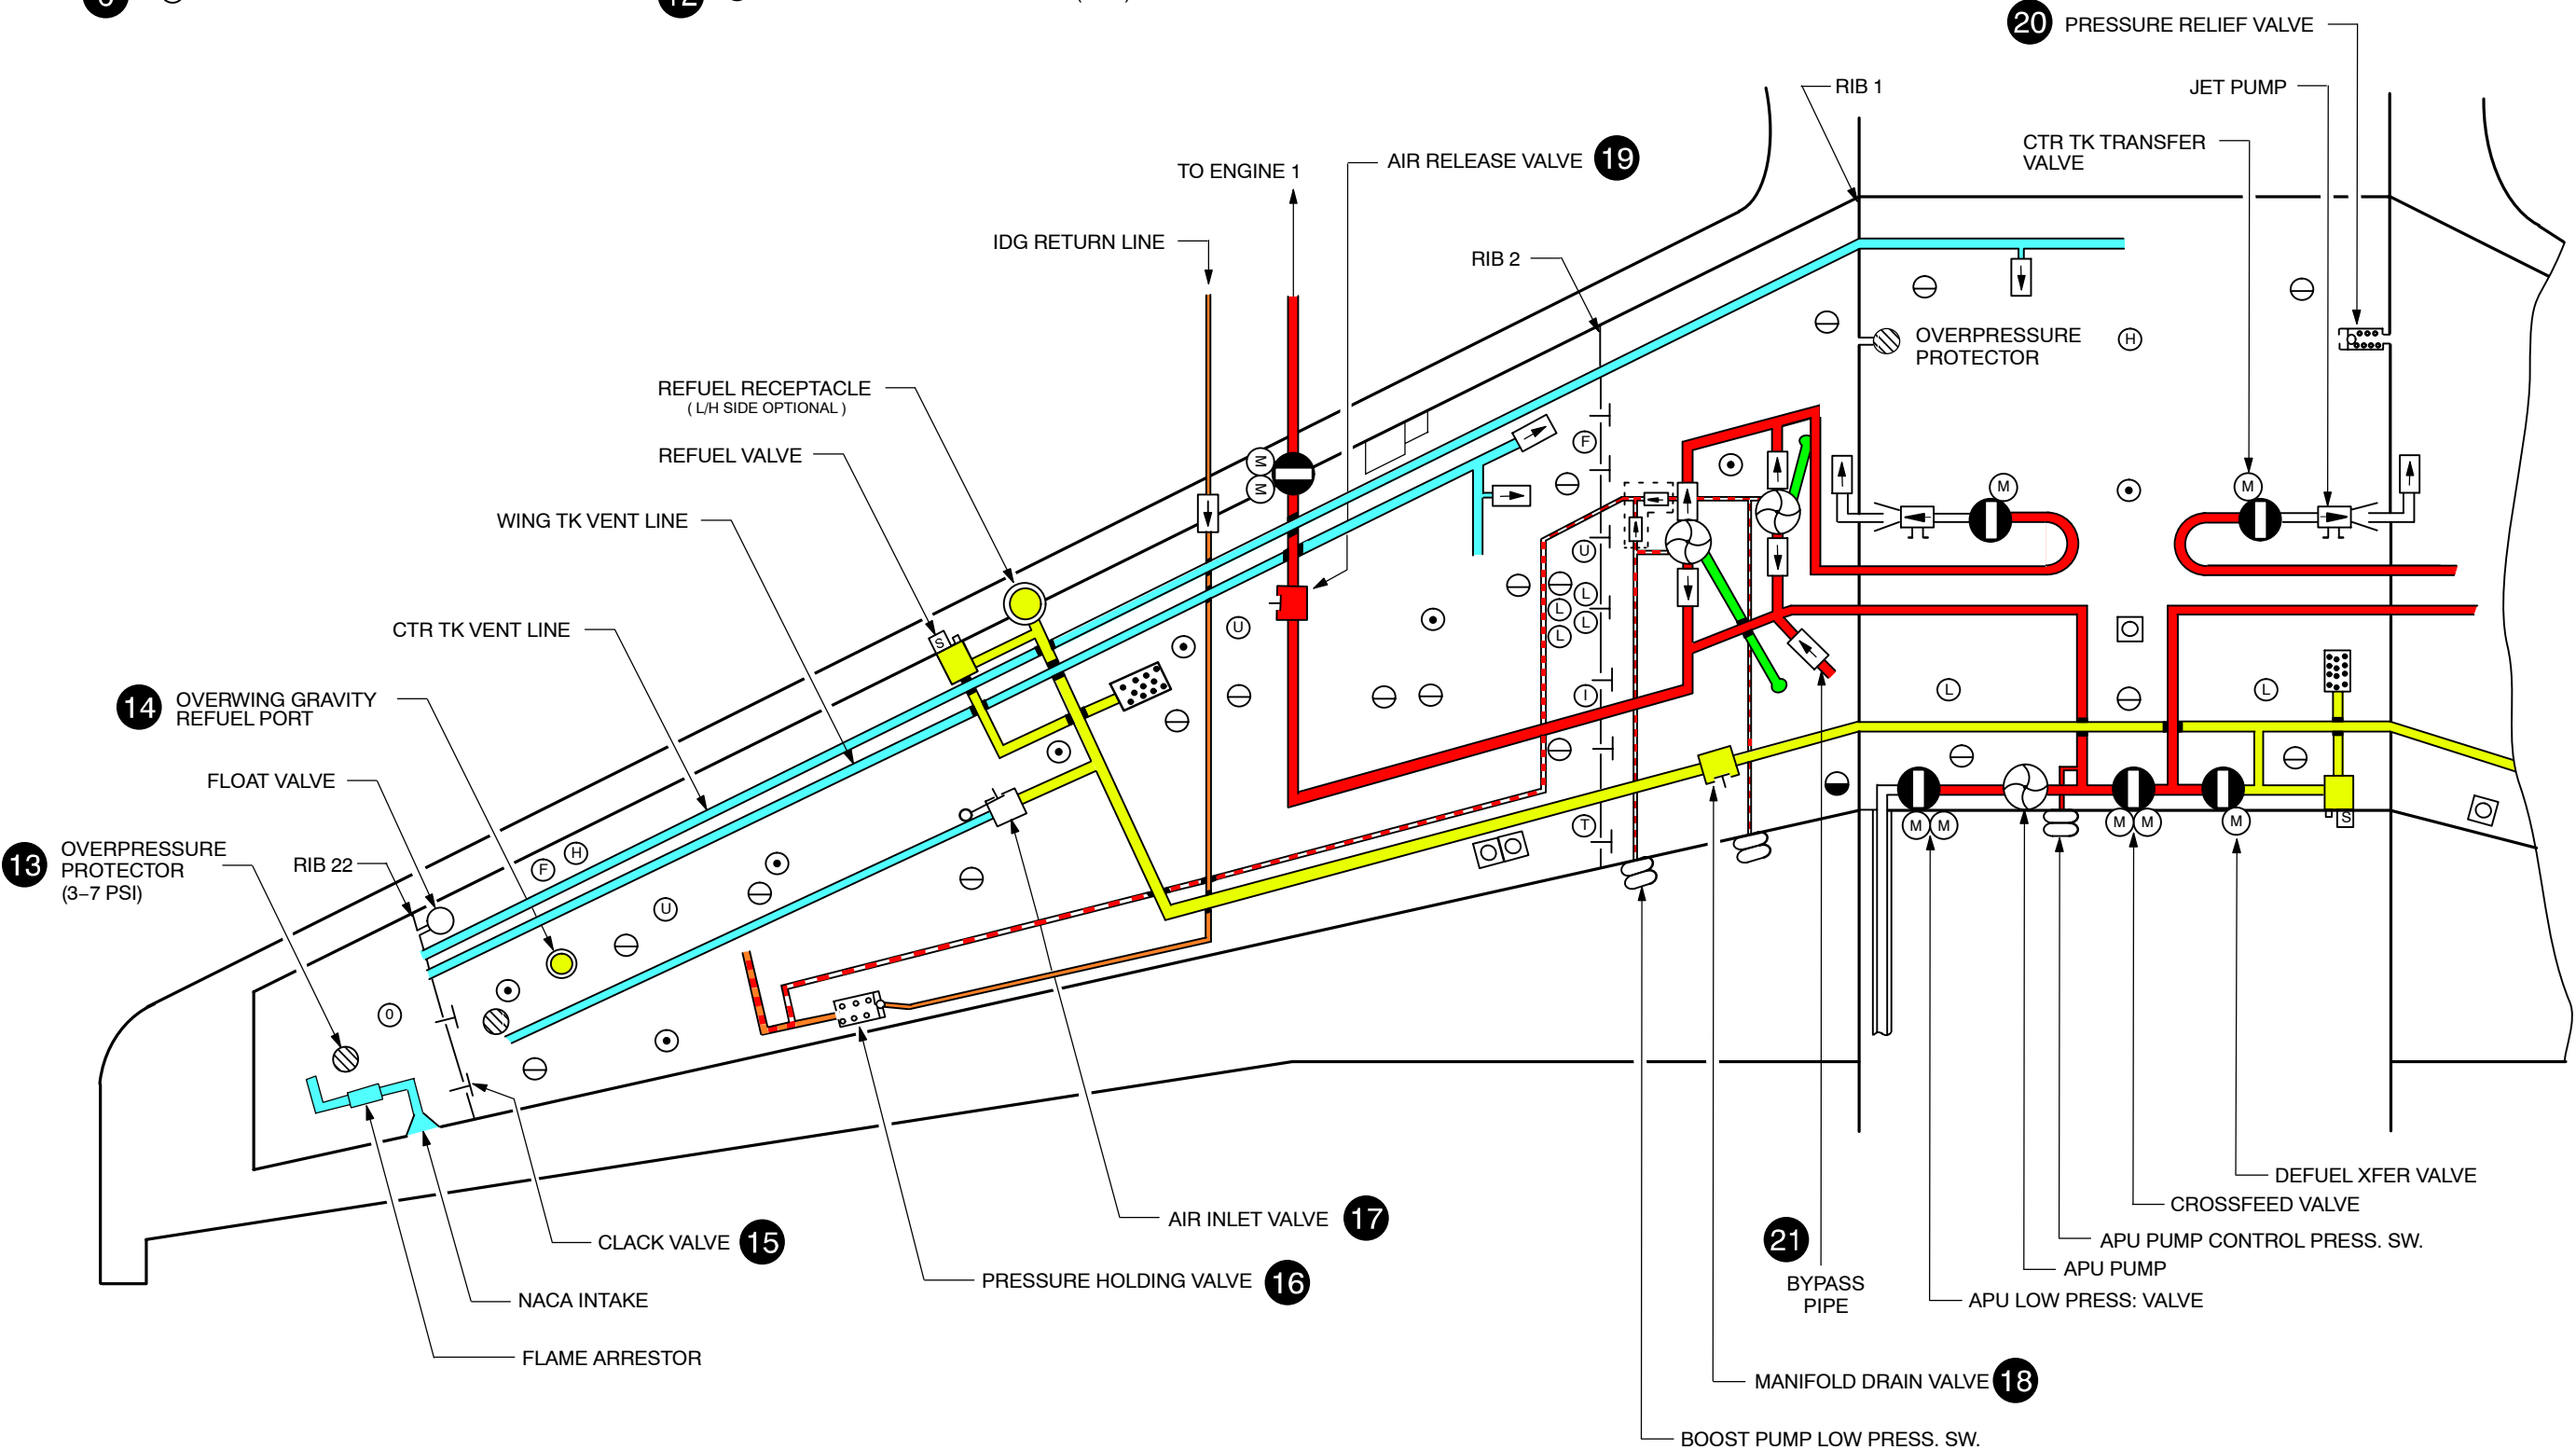 20 PRESSURE RELIEF VALVE
RIB 1
JET PUMP
CTR TK TRANSFER
VALVE
AIR RELEASE VALVE 19
TO ENGINE 1
IDG RETURN LINE
RIB 2
OVERPRESSURE
PROTECTOR
H
REFUEL RECEPTACLE
( L/H SIDE OPTIONAL )
REFUEL VALVE
M
M
F
M
M
WING TK VENT LINE
U
CTR TK VENT LINE
S
U
L
L
L
L
14 OVERWING GRAVITY
REFUEL PORT
I
L
L
FLOAT VALVE
13 OVERPRESSURE
PROTECTOR
(3–7 PSI)
RIB 22
F
H
T
M
M
M
M
M
S
U
0
DEFUEL XFER VALVE
CROSSFEED VALVE
AIR INLET VALVE 17
CLACK VALVE 15
21
BYPASS
PIPE
APU PUMP CONTROL PRESS. SW.
APU PUMP
PRESSURE HOLDING VALVE 16
NACA INTAKE
APU LOW PRESS: VALVE
FLAME ARRESTOR
MANIFOLD DRAIN VALVE 18
BOOST PUMP LOW PRESS. SW.